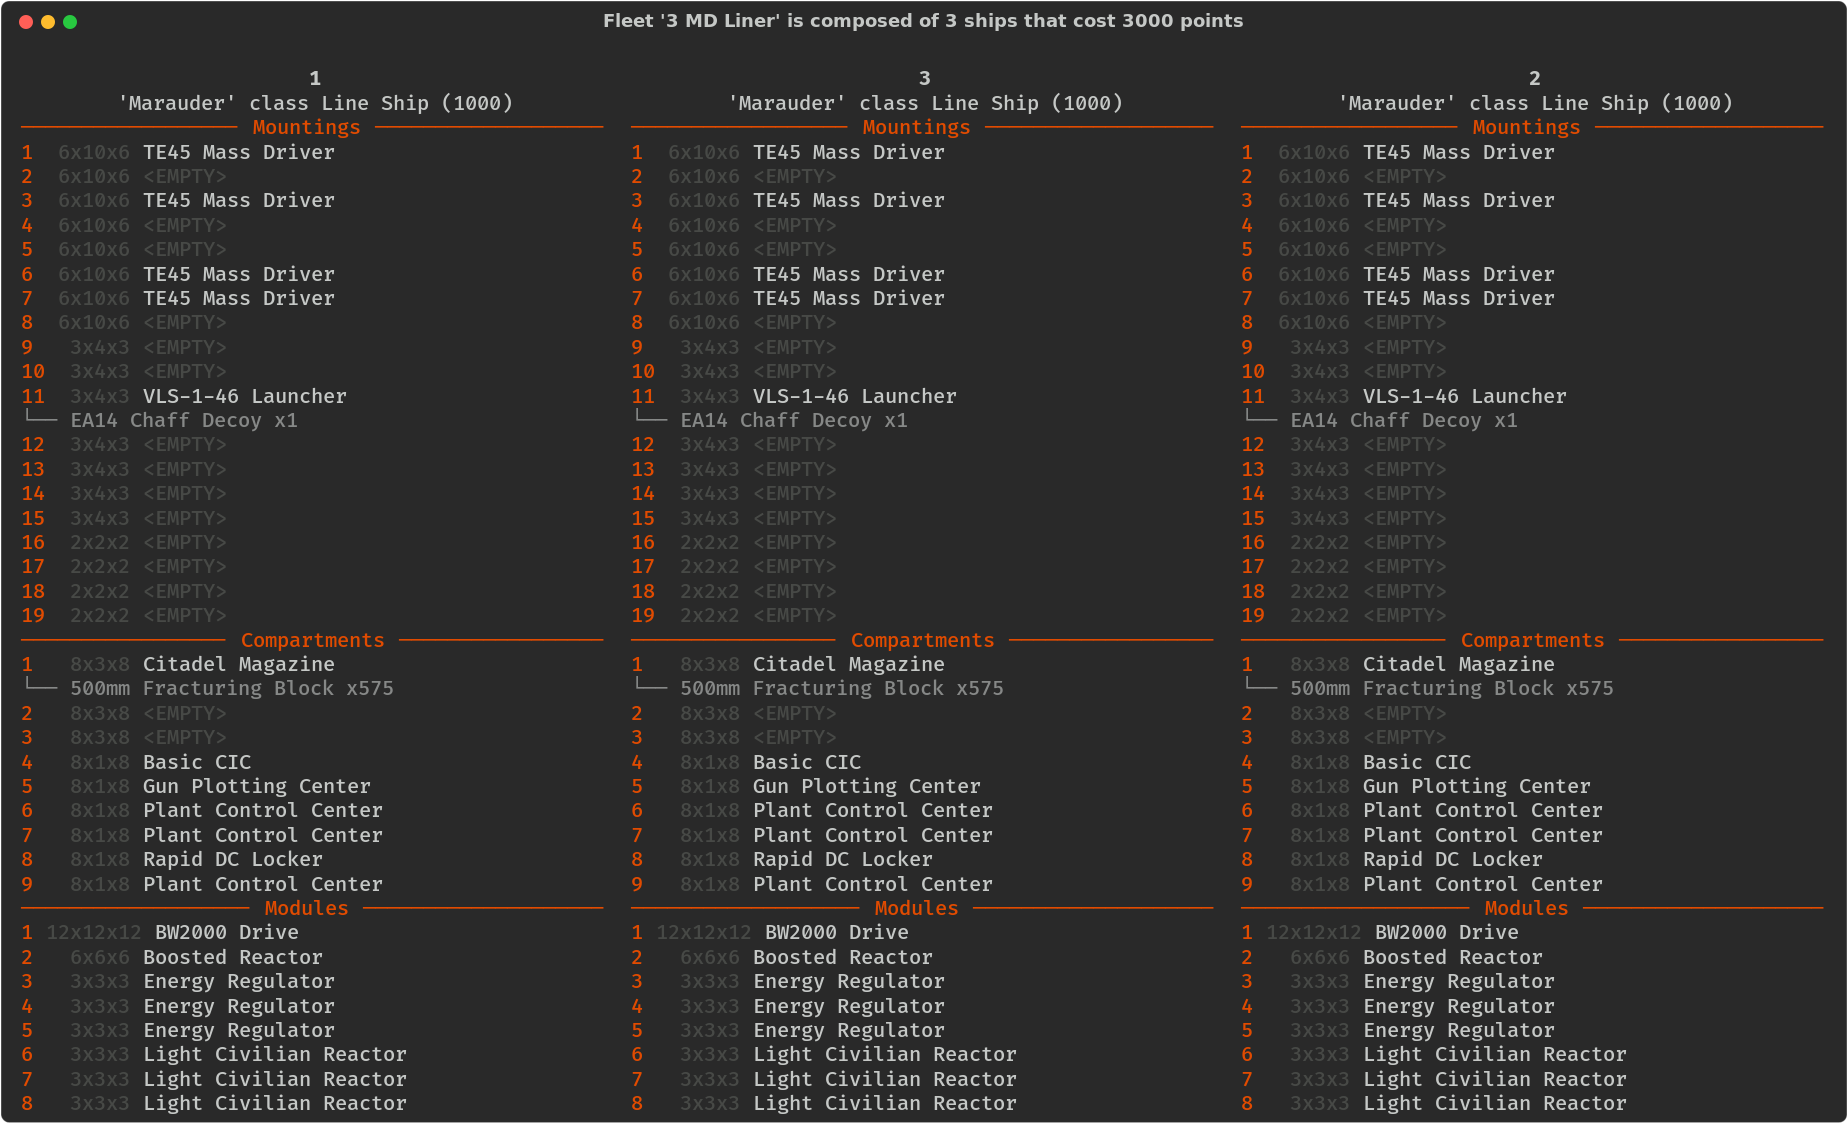 Fleet '3 MD Liner' is composed of 3 ships that cost 3000 points
1
'Marauder' class Line Ship (1000)
Mountings
1 6x10x6 TE45 Mass Driver
2 6x10x6 <EMPTY>
3 6x10x6 TE45 Mass Driver
4 6x10x6 <EMPTY>
5 6x10x6 <EMPTY>
6 6x10x6 TE45 Mass Driver
7 6x10x6 TE45 Mass Driver
8 6x10x6 <EMPTY>
9 3x4x3 <EMPTY>
10 3x4x3 <EMPTY>
11 3x4x3 VLS-1-46 Launcher
└── EA14 Chaff Decoy x1
12 3x4x3 <EMPTY>
13 3x4x3 <EMPTY>
14 3x4x3 <EMPTY>
15 3x4x3 <EMPTY>
16 2x2x2 <EMPTY>
17 2x2x2 <EMPTY>
18 2x2x2 <EMPTY>
19 2x2x2 <EMPTY>
Compartments
1 8x3x8 Citadel Magazine
└── 500mm Fracturing Block x575
2 8x3x8 <EMPTY>
3 8x3x8 <EMPTY>
4 8x1x8 Basic CIC
5 8x1x8 Gun Plotting Center
6 8x1x8 Plant Control Center
7 8x1x8 Plant Control Center
8 8x1x8 Rapid DC Locker
9 8x1x8 Plant Control Center
Modules
1 12x12x12 BW2000 Drive
2 6x6x6 Boosted Reactor
3 3x3x3 Energy Regulator
4 3x3x3 Energy Regulator
5 3x3x3 Energy Regulator
6 3x3x3 Light Civilian Reactor
7 3x3x3 Light Civilian Reactor
8 3x3x3 Light Civilian Reactor
3
'Marauder' class Line Ship (1000)
Mountings
1 6x10x6 TE45 Mass Driver
2 6x10x6 <EMPTY>
3 6x10x6 TE45 Mass Driver
4 6x10x6 <EMPTY>
5 6x10x6 <EMPTY>
6 6x10x6 TE45 Mass Driver
7 6x10x6 TE45 Mass Driver
8 6x10x6 <EMPTY>
9 3x4x3 <EMPTY>
10 3x4x3 <EMPTY>
11 3x4x3 VLS-1-46 Launcher
└── EA14 Chaff Decoy x1
12 3x4x3 <EMPTY>
13 3x4x3 <EMPTY>
14 3x4x3 <EMPTY>
15 3x4x3 <EMPTY>
16 2x2x2 <EMPTY>
17 2x2x2 <EMPTY>
18 2x2x2 <EMPTY>
19 2x2x2 <EMPTY>
Compartments
1 8x3x8 Citadel Magazine
└── 500mm Fracturing Block x575
2 8x3x8 <EMPTY>
3 8x3x8 <EMPTY>
4 8x1x8 Basic CIC
5 8x1x8 Gun Plotting Center
6 8x1x8 Plant Control Center
7 8x1x8 Plant Control Center
8 8x1x8 Rapid DC Locker
9 8x1x8 Plant Control Center
Modules
1 12x12x12 BW2000 Drive
2 6x6x6 Boosted Reactor
3 3x3x3 Energy Regulator
4 3x3x3 Energy Regulator
5 3x3x3 Energy Regulator
6 3x3x3 Light Civilian Reactor
7 3x3x3 Light Civilian Reactor
8 3x3x3 Light Civilian Reactor
2
'Marauder' class Line Ship (1000)
Mountings
1 6x10x6 TE45 Mass Driver
2 6x10x6 <EMPTY>
3 6x10x6 TE45 Mass Driver
4 6x10x6 <EMPTY>
5 6x10x6 <EMPTY>
6 6x10x6 TE45 Mass Driver
7 6x10x6 TE45 Mass Driver
8 6x10x6 <EMPTY>
9 3x4x3 <EMPTY>
10 3x4x3 <EMPTY>
11 3x4x3 VLS-1-46 Launcher
└── EA14 Chaff Decoy x1
12 3x4x3 <EMPTY>
13 3x4x3 <EMPTY>
14 3x4x3 <EMPTY>
15 3x4x3 <EMPTY>
16 2x2x2 <EMPTY>
17 2x2x2 <EMPTY>
18 2x2x2 <EMPTY>
19 2x2x2 <EMPTY>
Compartments
1 8x3x8 Citadel Magazine
└── 500mm Fracturing Block x575
2 8x3x8 <EMPTY>
3 8x3x8 <EMPTY>
4 8x1x8 Basic CIC
5 8x1x8 Gun Plotting Center
6 8x1x8 Plant Control Center
7 8x1x8 Plant Control Center
8 8x1x8 Rapid DC Locker
9 8x1x8 Plant Control Center
Modules
1 12x12x12 BW2000 Drive
2 6x6x6 Boosted Reactor
3 3x3x3 Energy Regulator
4 3x3x3 Energy Regulator
5 3x3x3 Energy Regulator
6 3x3x3 Light Civilian Reactor
7 3x3x3 Light Civilian Reactor
8 3x3x3 Light Civilian Reactor